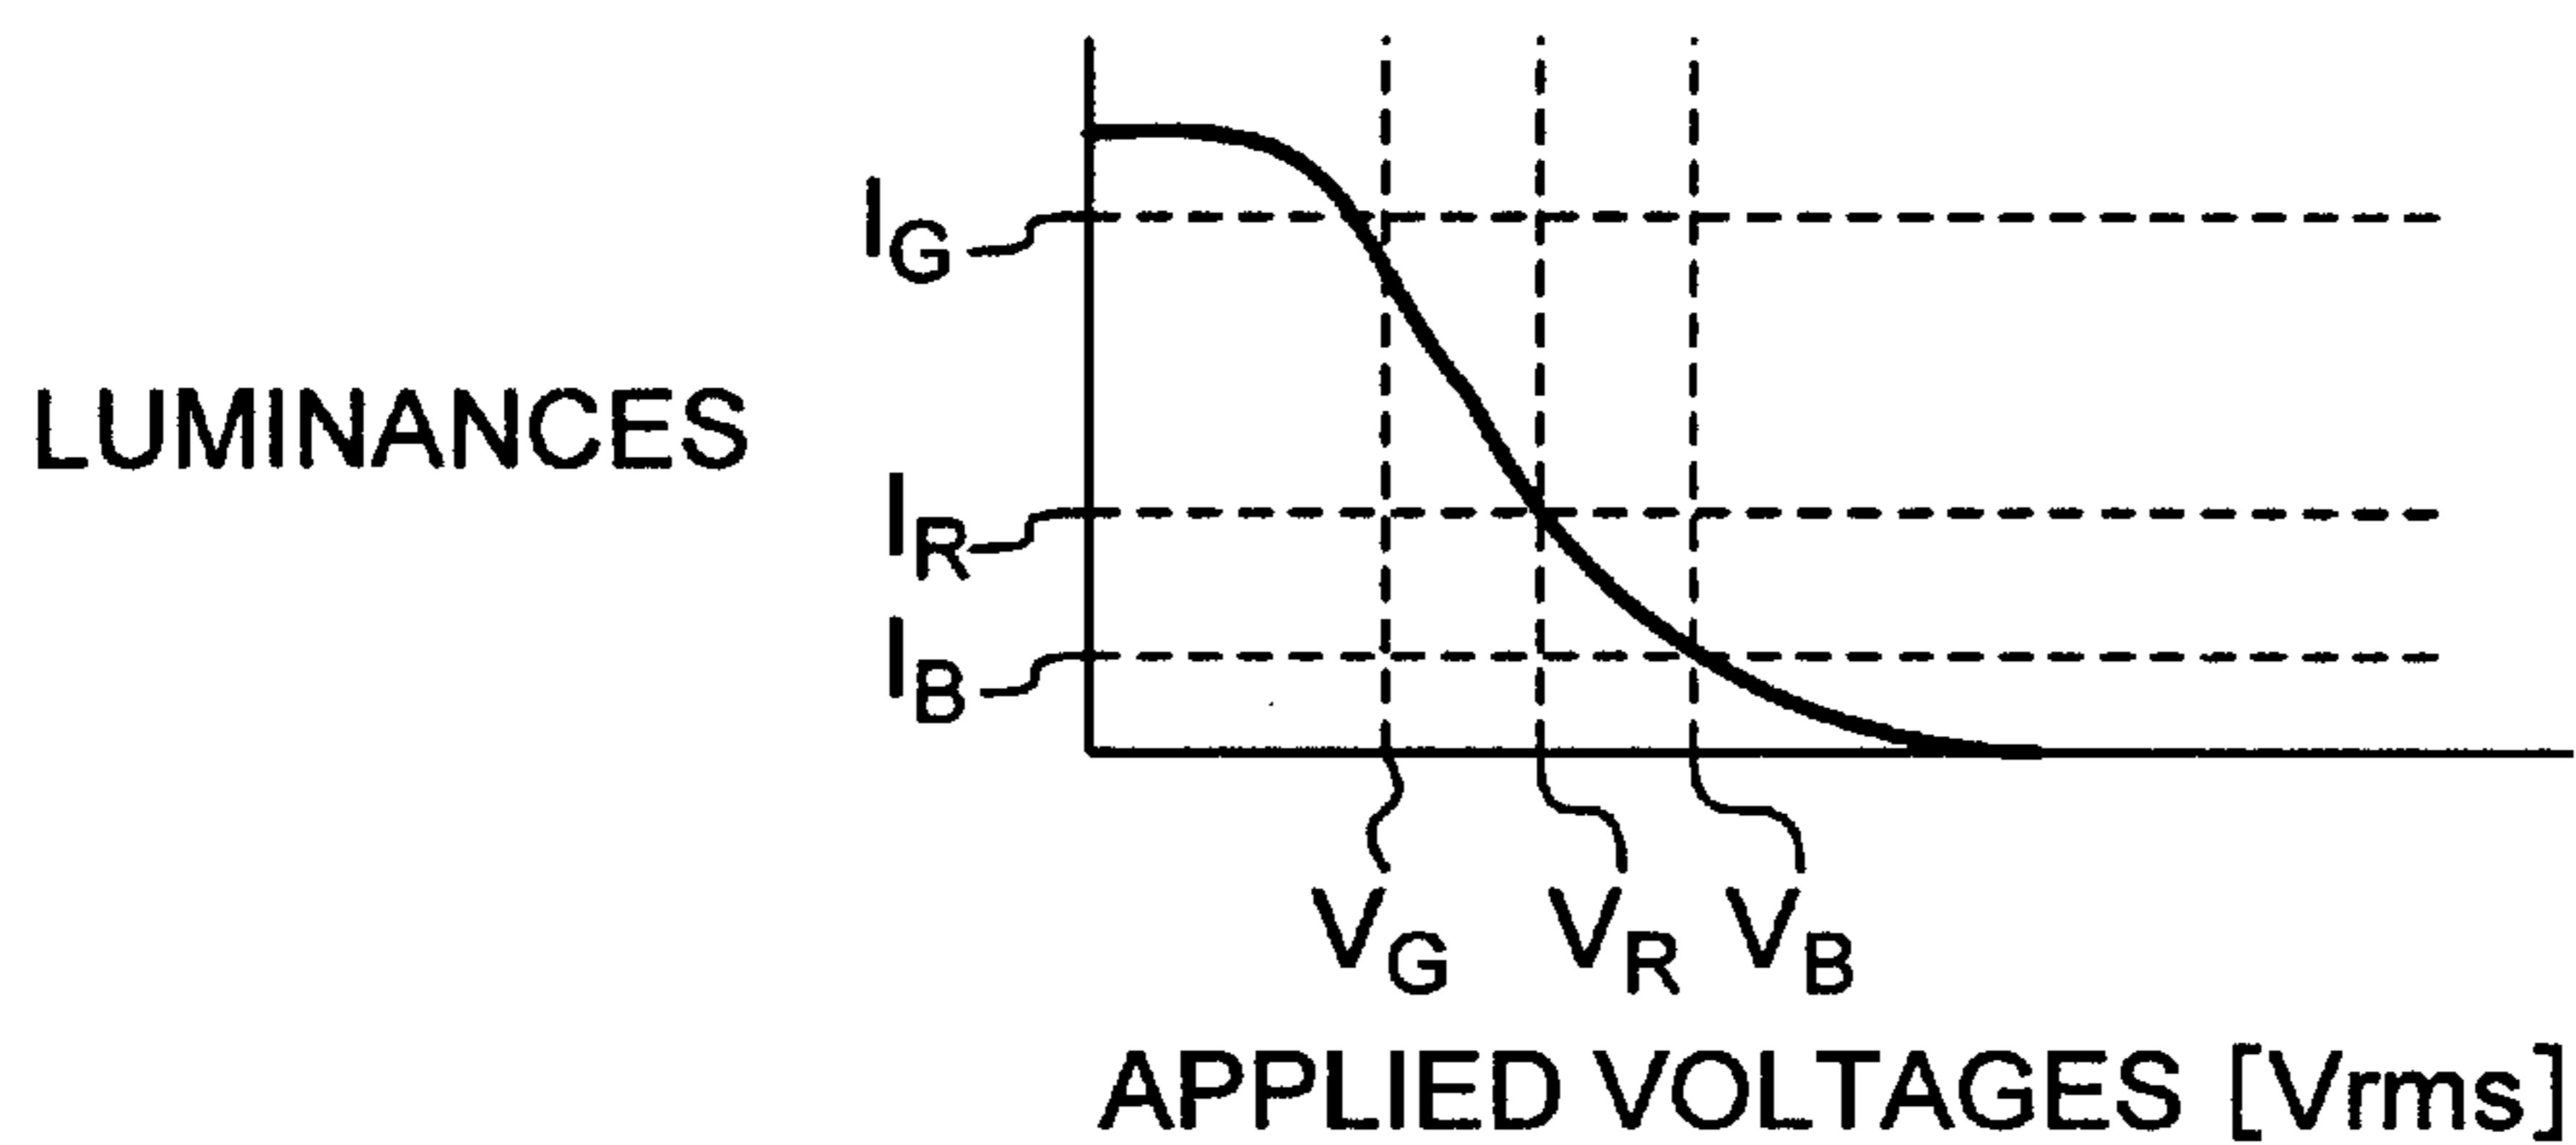 I_G
LUMINANCES
I_R
I_B
V_G V_R V_B
APPLIED VOLTAGES [Vrms]